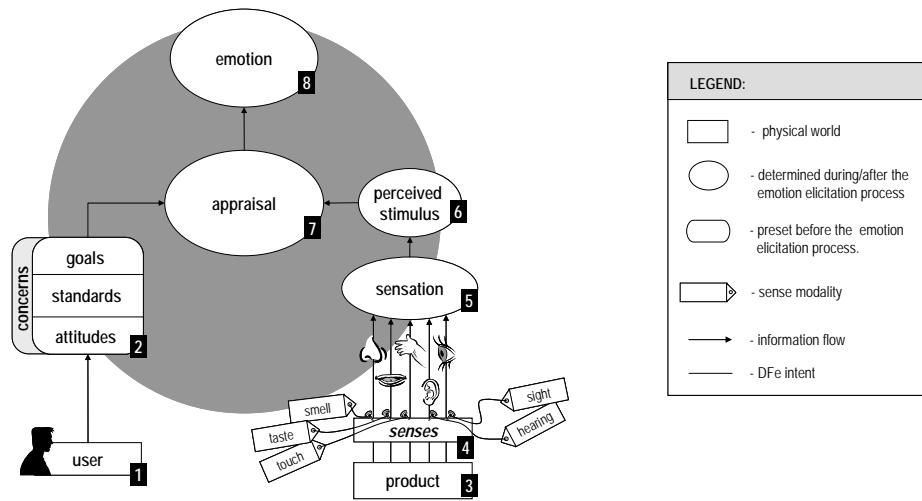 emotion
8
appraisal
7
perceived
stimulus
6
concerns
goals
standards
attitudes
2
sensation
5
smell
taste
touch
sight
hearing
senses
4
user
1
product
3
LEGEND:
- physical world
- determined during/after the
emotion elicitation process
- preset before the emotion
elicitation process.
- sense modality
- information flow
- DFe intent